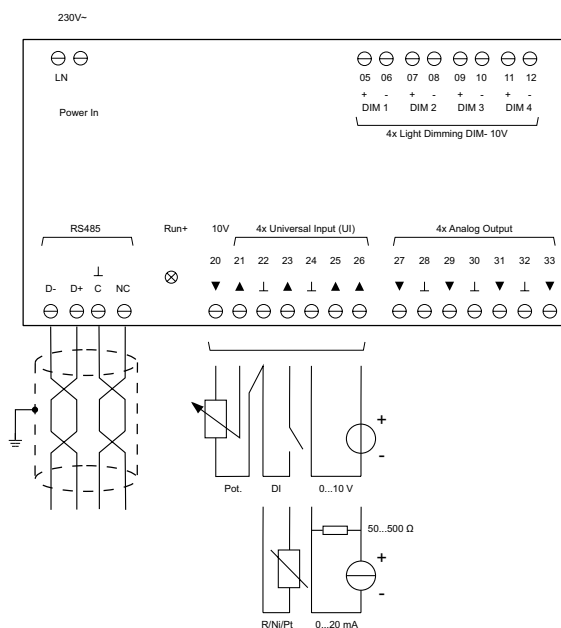 230V~
LN
Power In
05 06 07 08 09 10 11 12
+ - + - + - + -
DIM 1 DIM 2 DIM 3 DIM 4
4x Light Dimming DIM- 10V
RS485 Run+ 10V 4x Universal Input (UI) 4x Analog Output
20 21 22 23 24 25 26 27 28 29 30 31 32 33
D- D+ C NC
+
-
Pot. DI 0...10 V
50...500 Ω
+
-
R/Ni/Pt 0...20 mA